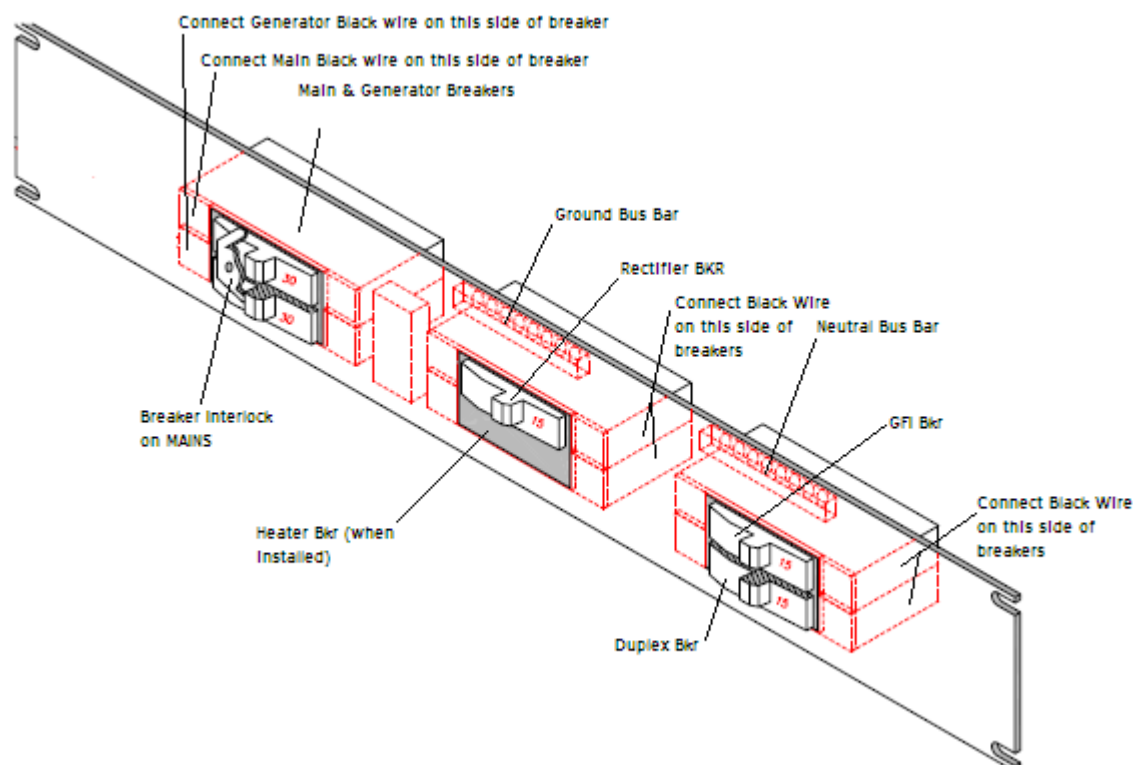 Connect Generator Black wire on this side of breaker
Connect Main Black wire on this side of breaker
Main & Generator Breakers
Ground Bus Bar
Rectifier BKR
Connect Black Wire
on this side of
breakers
Neutral Bus Bar
GFI Bkr
Connect Black Wire
on this side of
breakers
30
30
15
15
15
Breaker Interlock
on MAINS
Heater Bkr (when
Installed)
Duplex Bkr